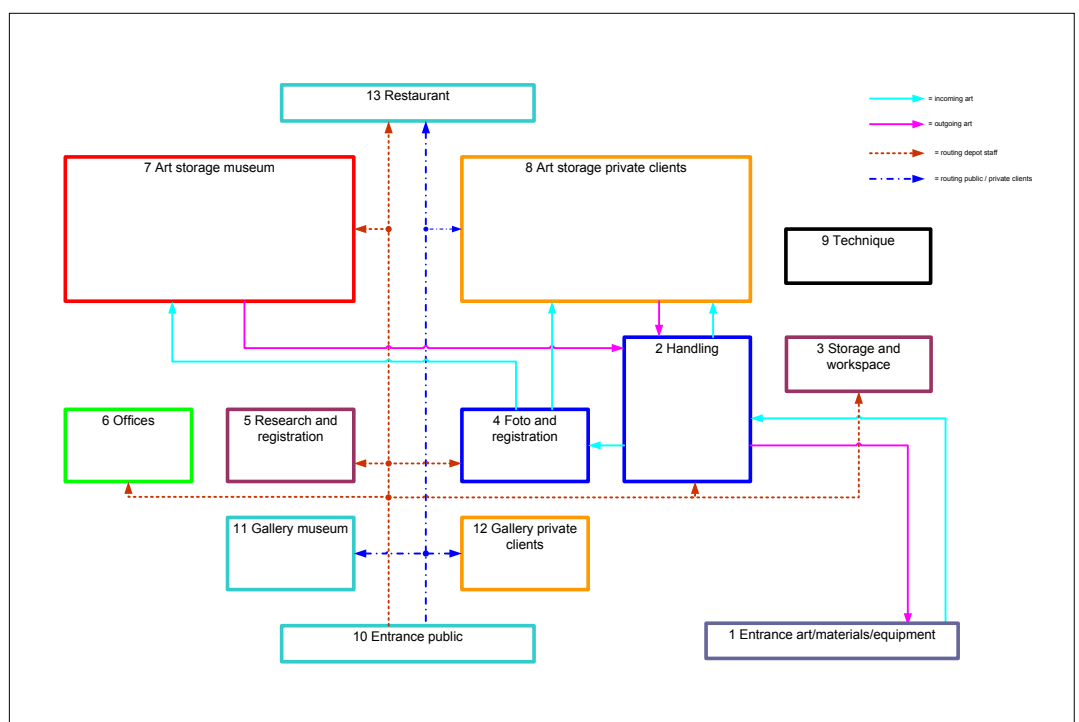 13 Restaurant
= incoming art
= outgoing art
= routing depot staff
= routing public / private clients
7 Art storage museum
8 Art storage private clients
9 Technique
2 Handling
3 Storage and
workspace
6 Offices
5 Research and
registration
4 Foto and
registration
11 Gallery museum
12 Gallery private
clients
10 Entrance public
1 Entrance art/materials/equipment